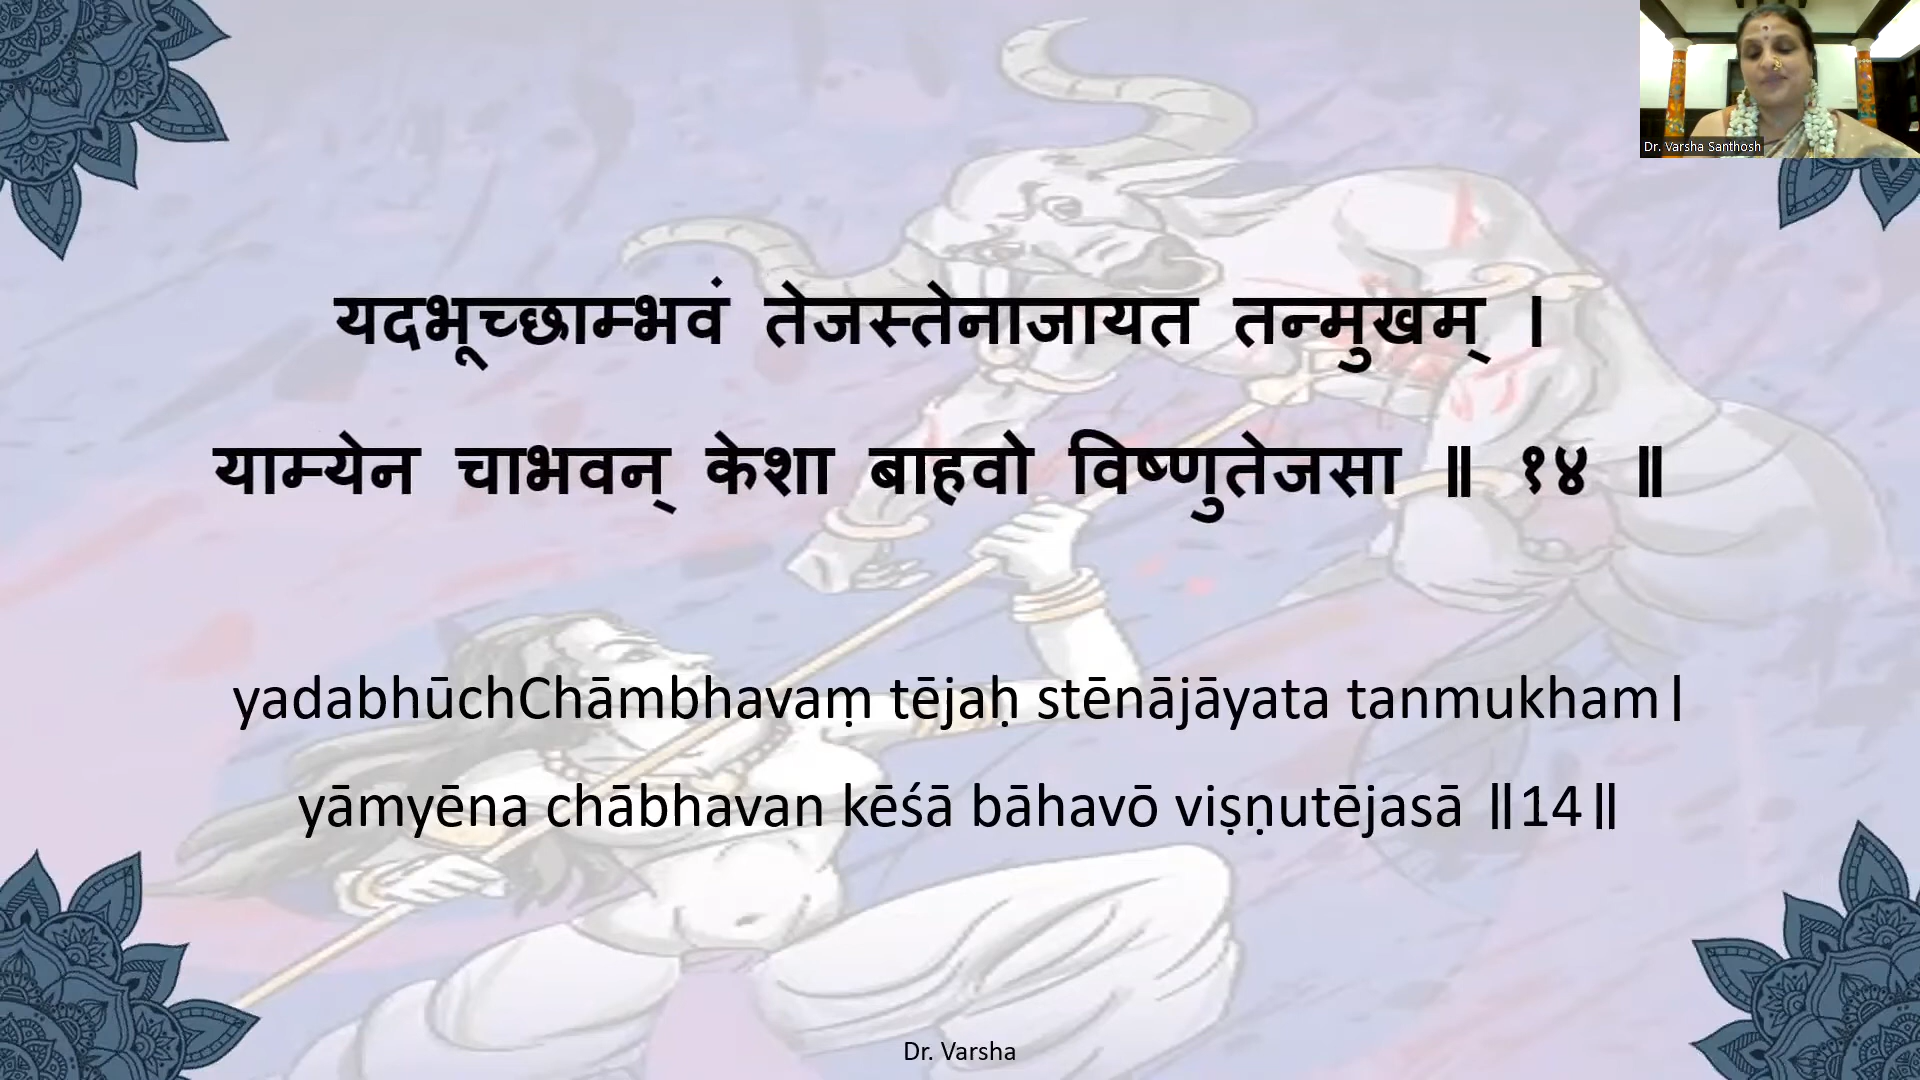 Dr. Varsha Santhosh
यदभूच्छाम्भवं तेजस्तेनाजायत तन्मुखम् ।
याम्येन चाभवन् केशा बाहवो विष्णुतेजसा ॥ १४ ॥
yadabhūchChāmbhavaṃ tējaḥ stēnājāyata tanmukham।
yāmyēna chābhavan kēśā bāhavō viṣṇutējasā ॥14॥
Dr. Varsha